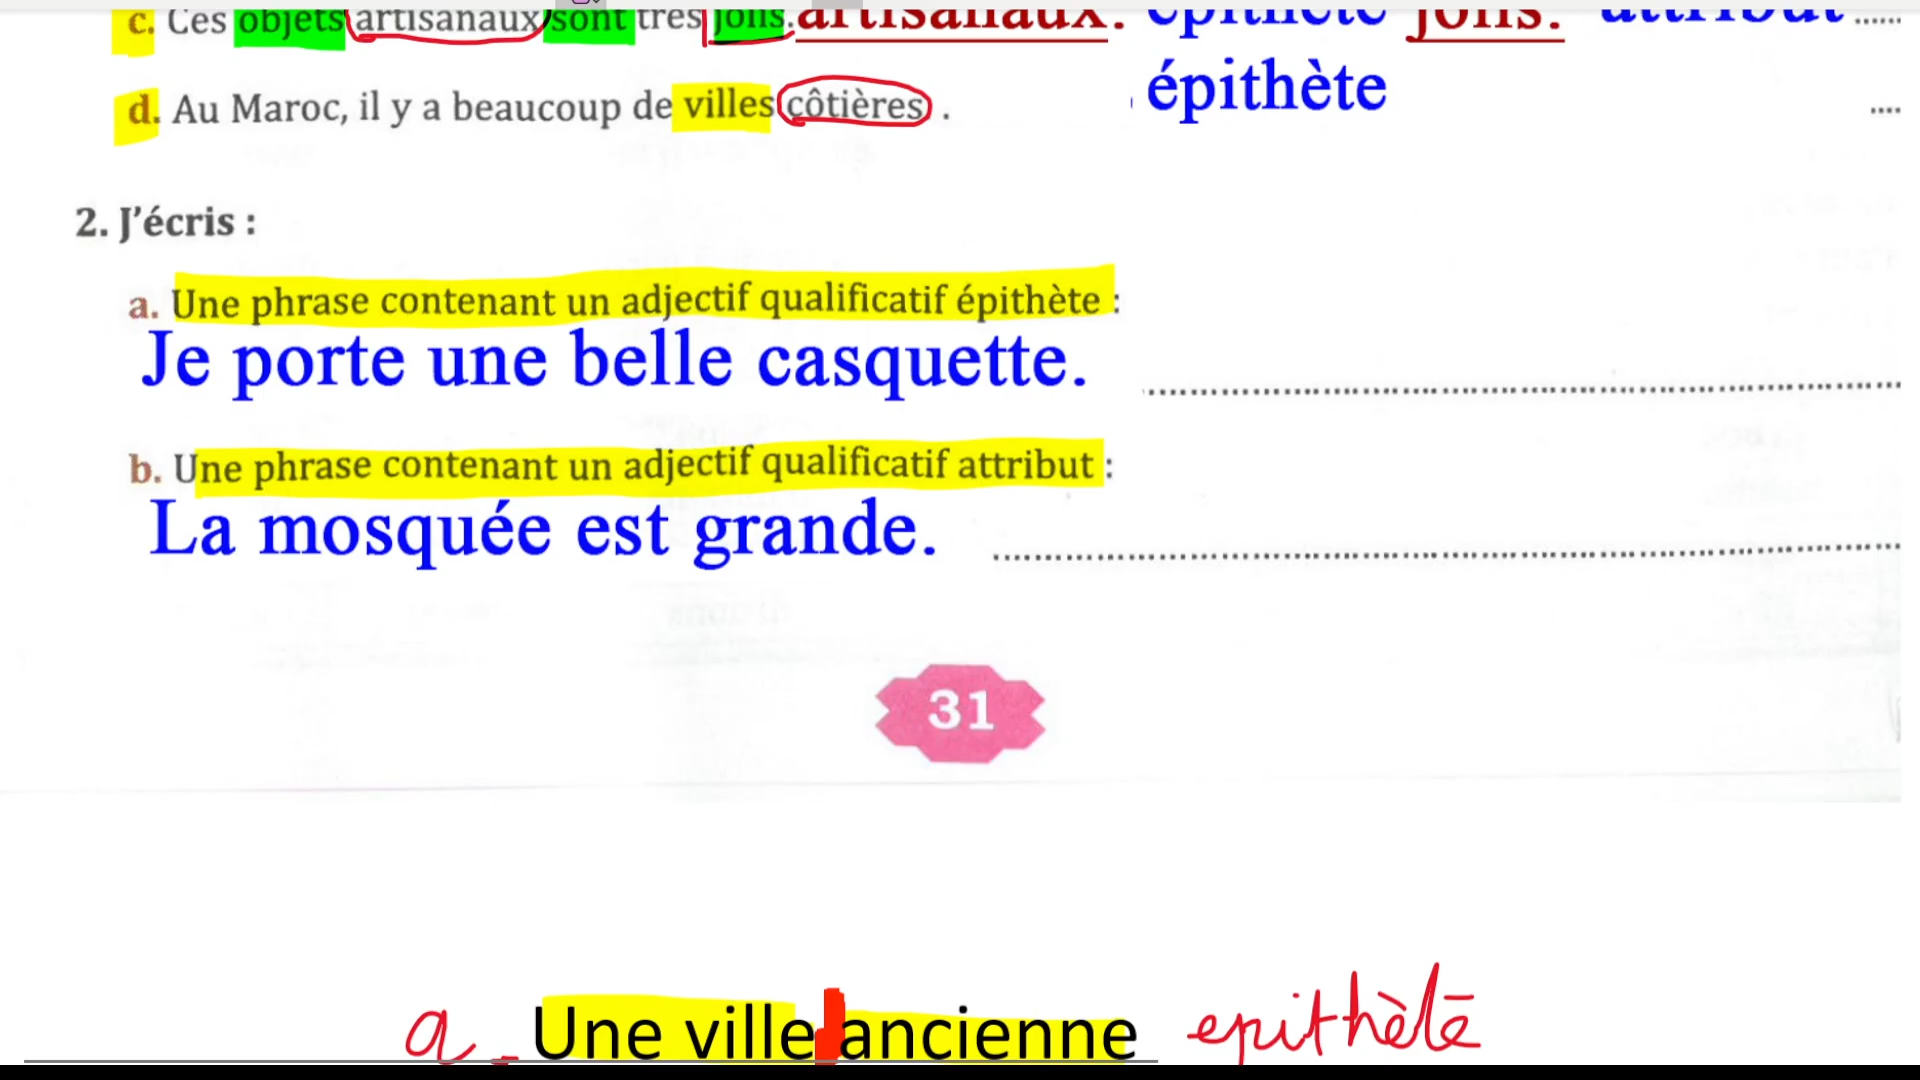 c. Ces objets artisanaux sont très jolis. artisanaux. épithète jolis. attribut ......
d. Au Maroc, il y a beaucoup de villes côtières . épithète ....
2. J'écris :
a. Une phrase contenant un adjectif qualificatif épithète :
Je porte une belle casquette.
b. Une phrase contenant un adjectif qualificatif attribut :
La mosquée est grande.
31
a. Une ville ancienne epithète